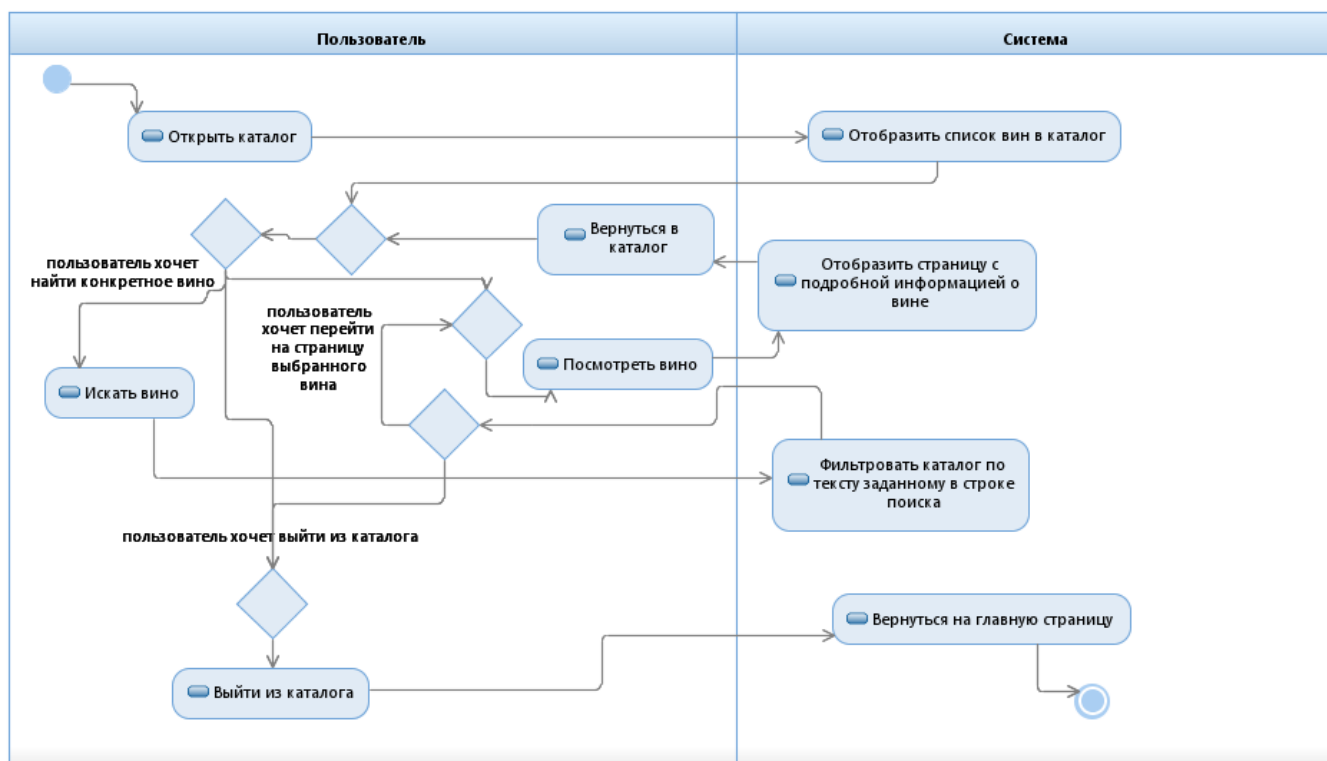 Пользователь
Система
Открыть каталог
Отобразить список вин в каталог
Вернуться в
каталог
Отобразить страницу с
подробной информацией о
вине
пользователь хочет
найти конкретное вино
пользователь
хочет перейти
на страницу
выбранного
вина
Посмотреть вино
Искать вино
Фильтровать каталог по
тексту заданному в строке
поиска
пользователь хочет выйти из каталога
Вернуться на главную страницу
Выйти из каталога